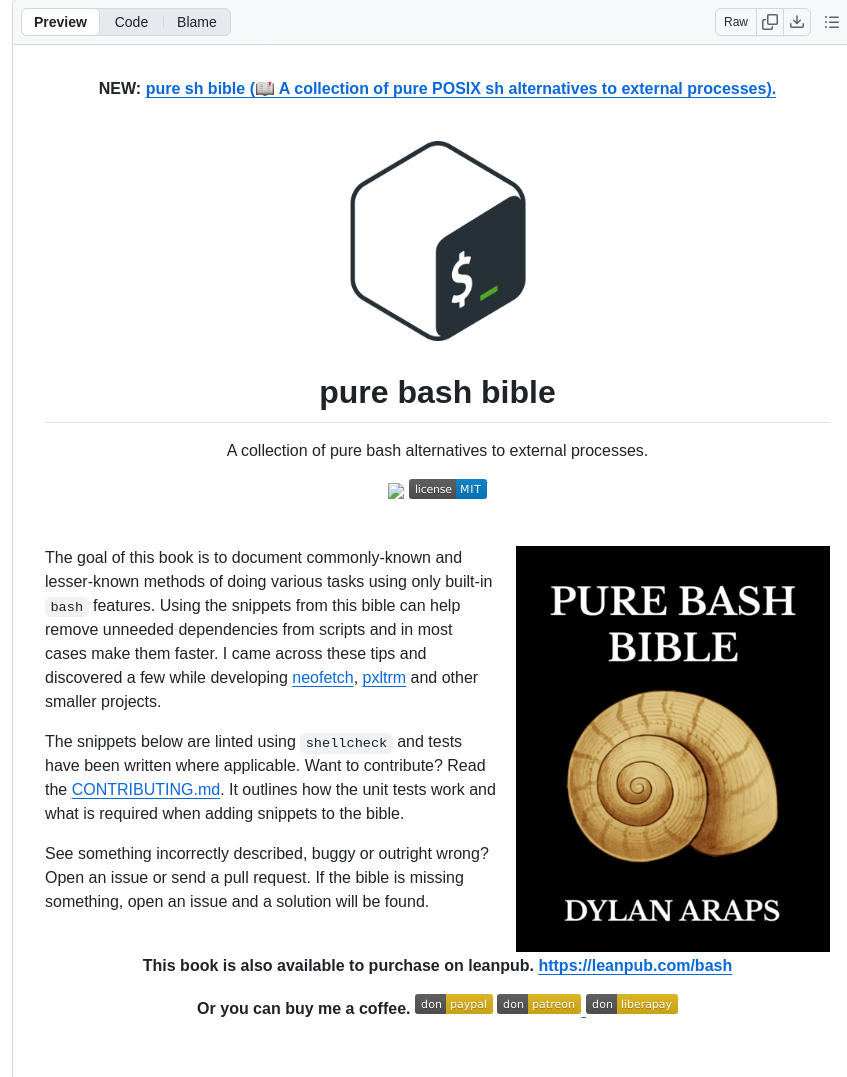 Preview Code Blame Raw
NEW: pure sh bible (📖 A collection of pure POSIX sh alternatives to external processes).
$_
pure bash bible
A collection of pure bash alternatives to external processes.
license MIT
The goal of this book is to document commonly-known and
lesser-known methods of doing various tasks using only built-in
bash features. Using the snippets from this bible can help
remove unneeded dependencies from scripts and in most
cases make them faster. I came across these tips and
discovered a few while developing neofetch, pxltrm and other
smaller projects.
The snippets below are linted using shellcheck and tests
have been written where applicable. Want to contribute? Read
the CONTRIBUTING.md. It outlines how the unit tests work and
what is required when adding snippets to the bible.
See something incorrectly described, buggy or outright wrong?
Open an issue or send a pull request. If the bible is missing
something, open an issue and a solution will be found.
PURE BASH
BIBLE
DYLAN ARAPS
This book is also available to purchase on leanpub. https://leanpub.com/bash
Or you can buy me a coffee. don paypal don patreon don liberapay